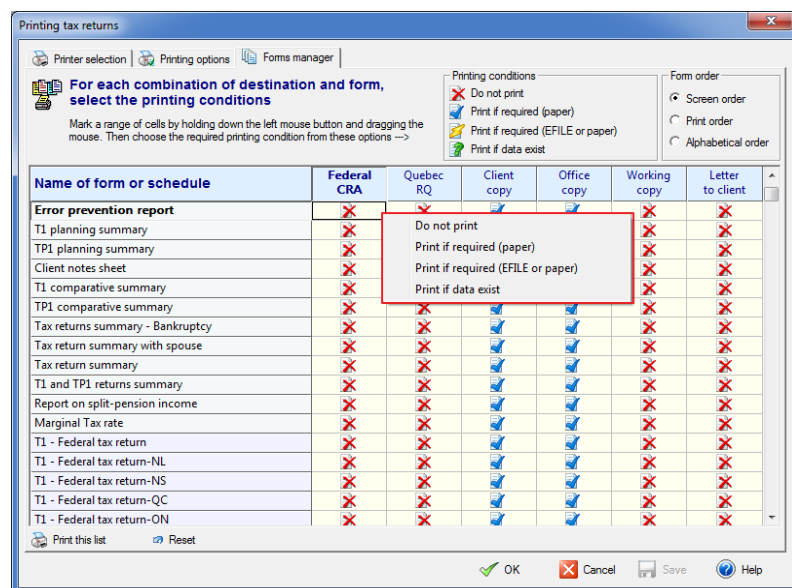 Printing tax returns
Printer selection
Printing options
Forms manager
For each combination of destination and form,
select the printing conditions
Mark a range of cells by holding down the left mouse button and dragging the
mouse. Then choose the required printing condition from these options --->
Printing conditions
Do not print
Print if required (paper)
Print if required (EFILE or paper)
Print if data exist
Form order
Screen order
Print order
Alphabetical order
Name of form or schedule
Federal
CRA
Quebec
RQ
Client
copy
Office
copy
Working
copy
Letter
to client
Error prevention report
T1 planning summary
TP1 planning summary
Client notes sheet
T1 comparative summary
TP1 comparative summary
Tax returns summary - Bankruptcy
Tax return summary with spouse
Tax return summary
T1 and TP1 returns summary
Report on split-pension income
Marginal Tax rate
T1 - Federal tax return
T1 - Federal tax return-NL
T1 - Federal tax return-NS
T1 - Federal tax return-QC
T1 - Federal tax return-ON
Do not print
Print if required (paper)
Print if required (EFILE or paper)
Print if data exist
Print this list
Reset
OK
Cancel
Save
Help